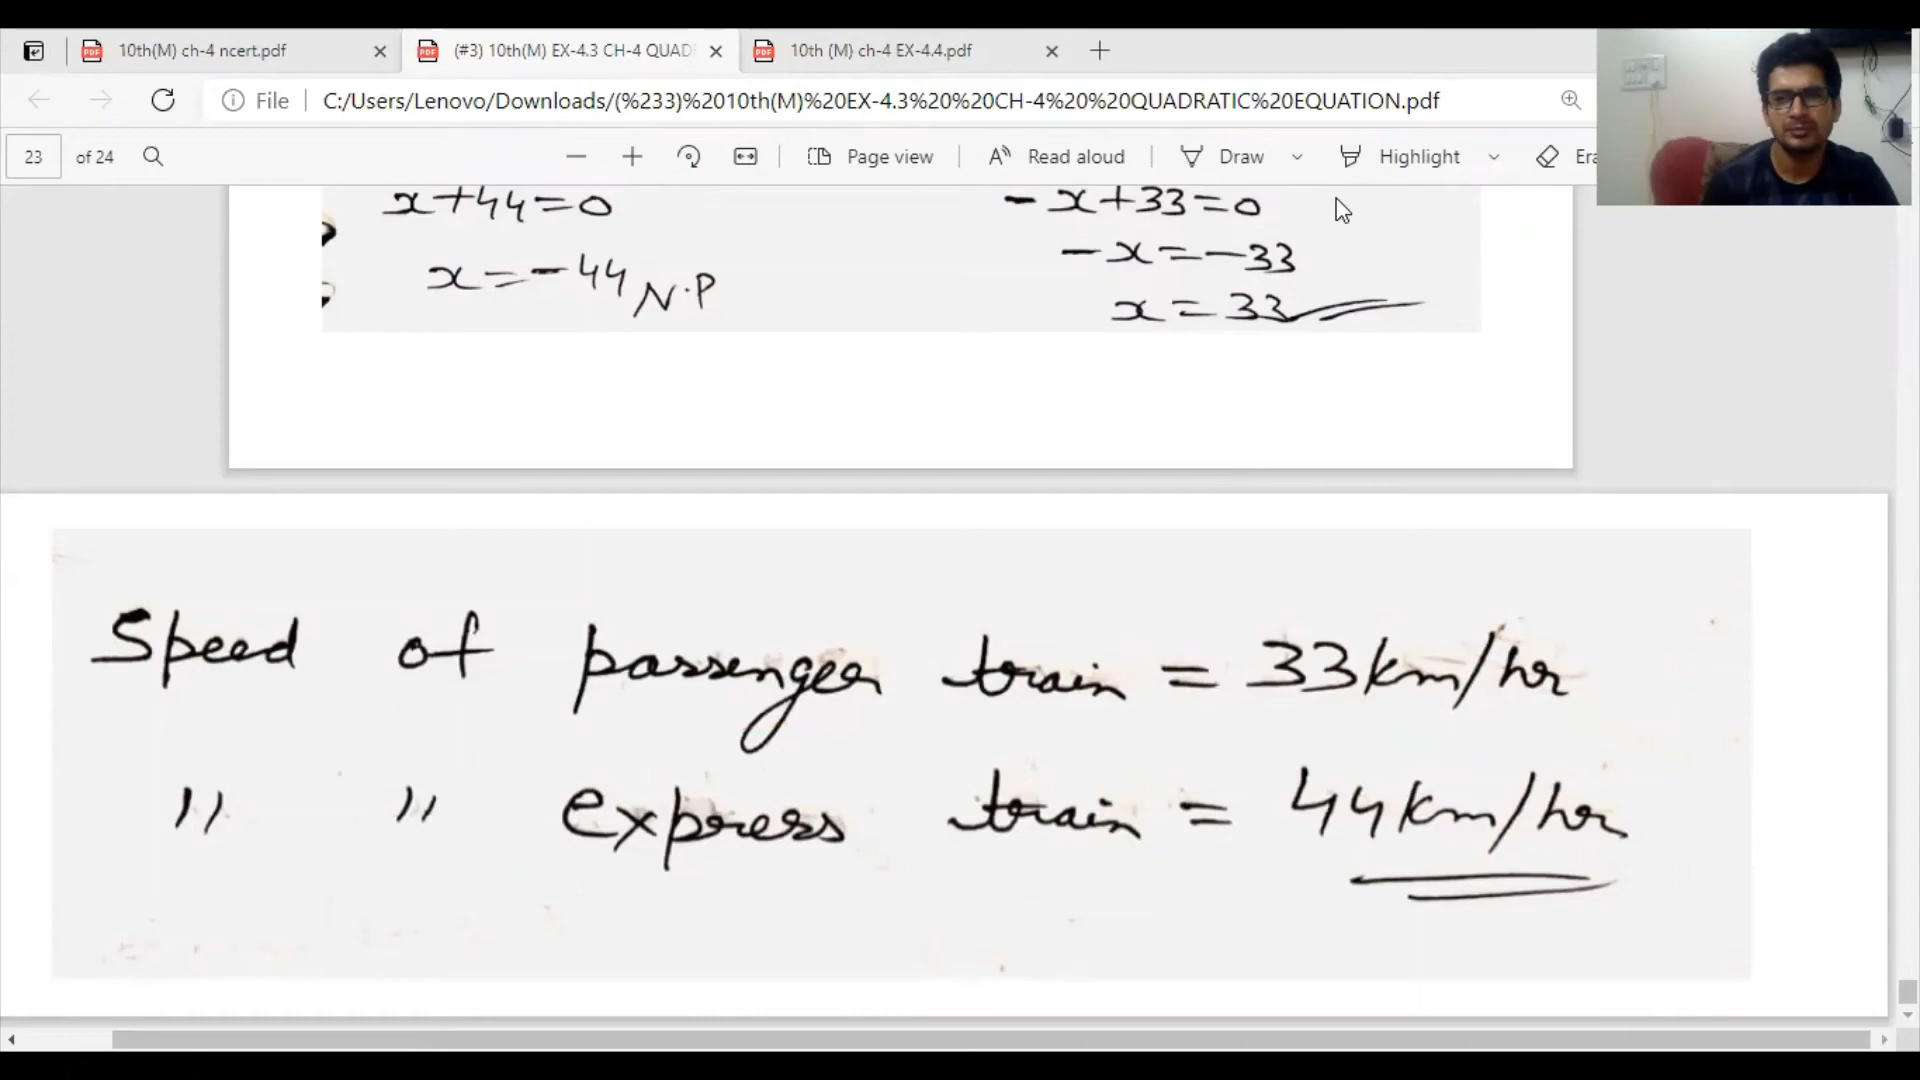 10th(M) ch-4 ncert.pdf
(#3) 10th(M) EX-4.3 CH-4 QUAD
10th (M) ch-4 EX-4.4.pdf
File
C:/Users/Lenovo/Downloads/(%233)%2010th(M)%20EX-4.3%20%20CH-4%20%20QUADRATIC%20EQUATION.pdf
23 of 24
Page view
Read aloud
Draw
Highlight
Era
x+44=0
-x+33=0
x=-44 N.P
-x=-33
x=33
Speed of passenger train = 33km/hr
" " express train = 44km/hr